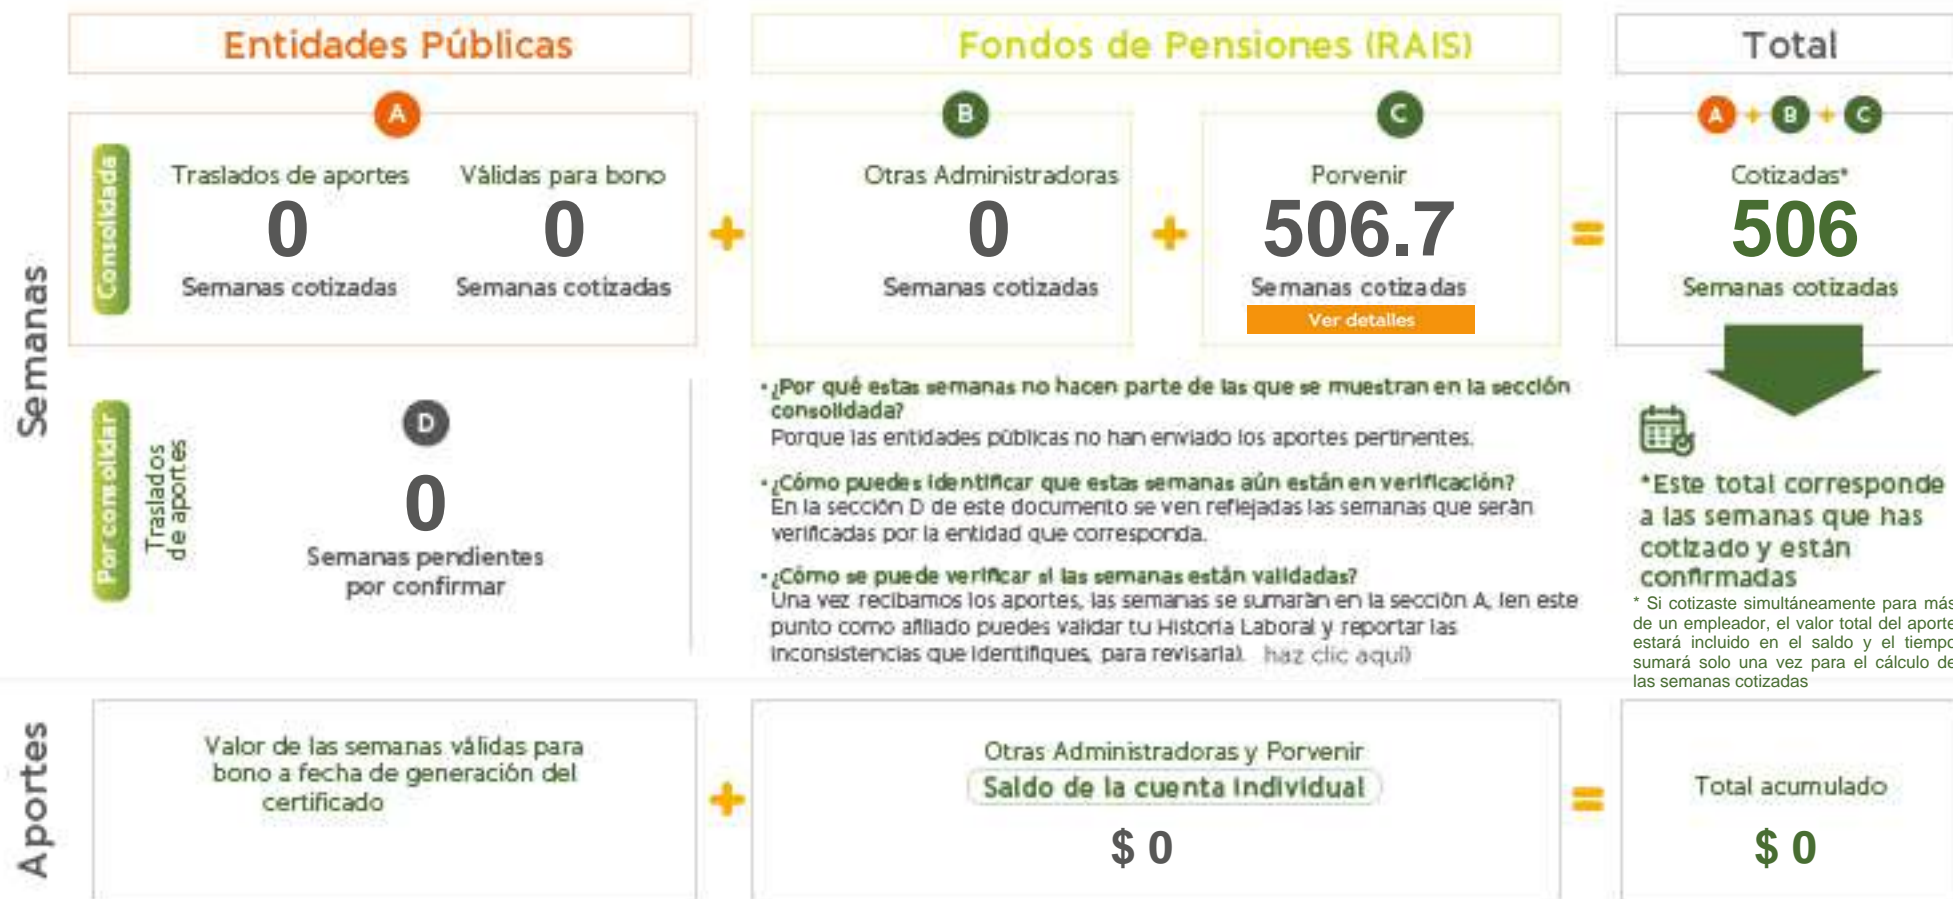 Entidades Públicas
Fondos de Pensiones (RAIS)
Total
Semanas
Consolidada
A
Traslados de aportes
0
Semanas cotizadas
Válidas para bono
0
Semanas cotizadas
+
B
Otras Administradoras
0
Semanas cotizadas
+
C
Porvenir
506.7
Semanas cotizadas
Ver detalles
=
A + B + C
Cotizadas*
506
Semanas cotizadas
Por consolidar
Traslados
de aportes
D
0
Semanas pendientes
por confirmar
• ¿Por qué estas semanas no hacen parte de las que se muestran en la sección
consolidada?
Porque las entidades públicas no han enviado los aportes pertinentes.
• ¿Cómo puedes identificar que estas semanas aún están en verificación?
En la sección D de este documento se ven reflejadas las semanas que serán
verificadas por la entidad que corresponda.
• ¿Cómo se puede verificar si las semanas están validadas?
Una vez recibamos los aportes, las semanas se sumarán en la sección A, (en este
punto como afiliado puedes validar tu Historia Laboral y reportar las
inconsistencias que identifiques, para revisarla). haz clic aquí)
*Este total corresponde
a las semanas que has
cotizado y están
confirmadas
* Si cotizaste simultáneamente para más
de un empleador, el valor total del aporte
estará incluido en el saldo y el tiempo
sumará solo una vez para el cálculo de
las semanas cotizadas
Aportes
Valor de las semanas válidas para
bono a fecha de generación del
certificado
+
Otras Administradoras y Porvenir
Saldo de la cuenta individual
$ 0
=
Total acumulado
$ 0